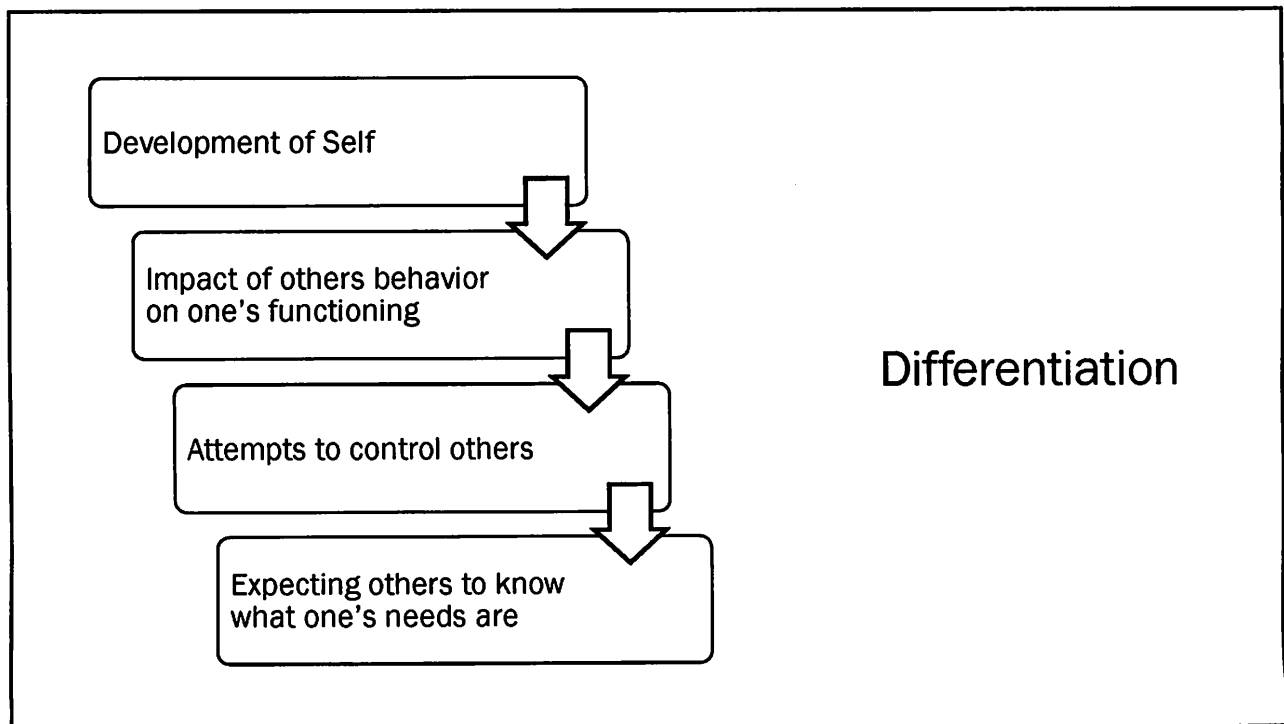 Development of Self
Impact of others behavior
on one's functioning
Attempts to control others
Expecting others to know
what one's needs are
Differentiation